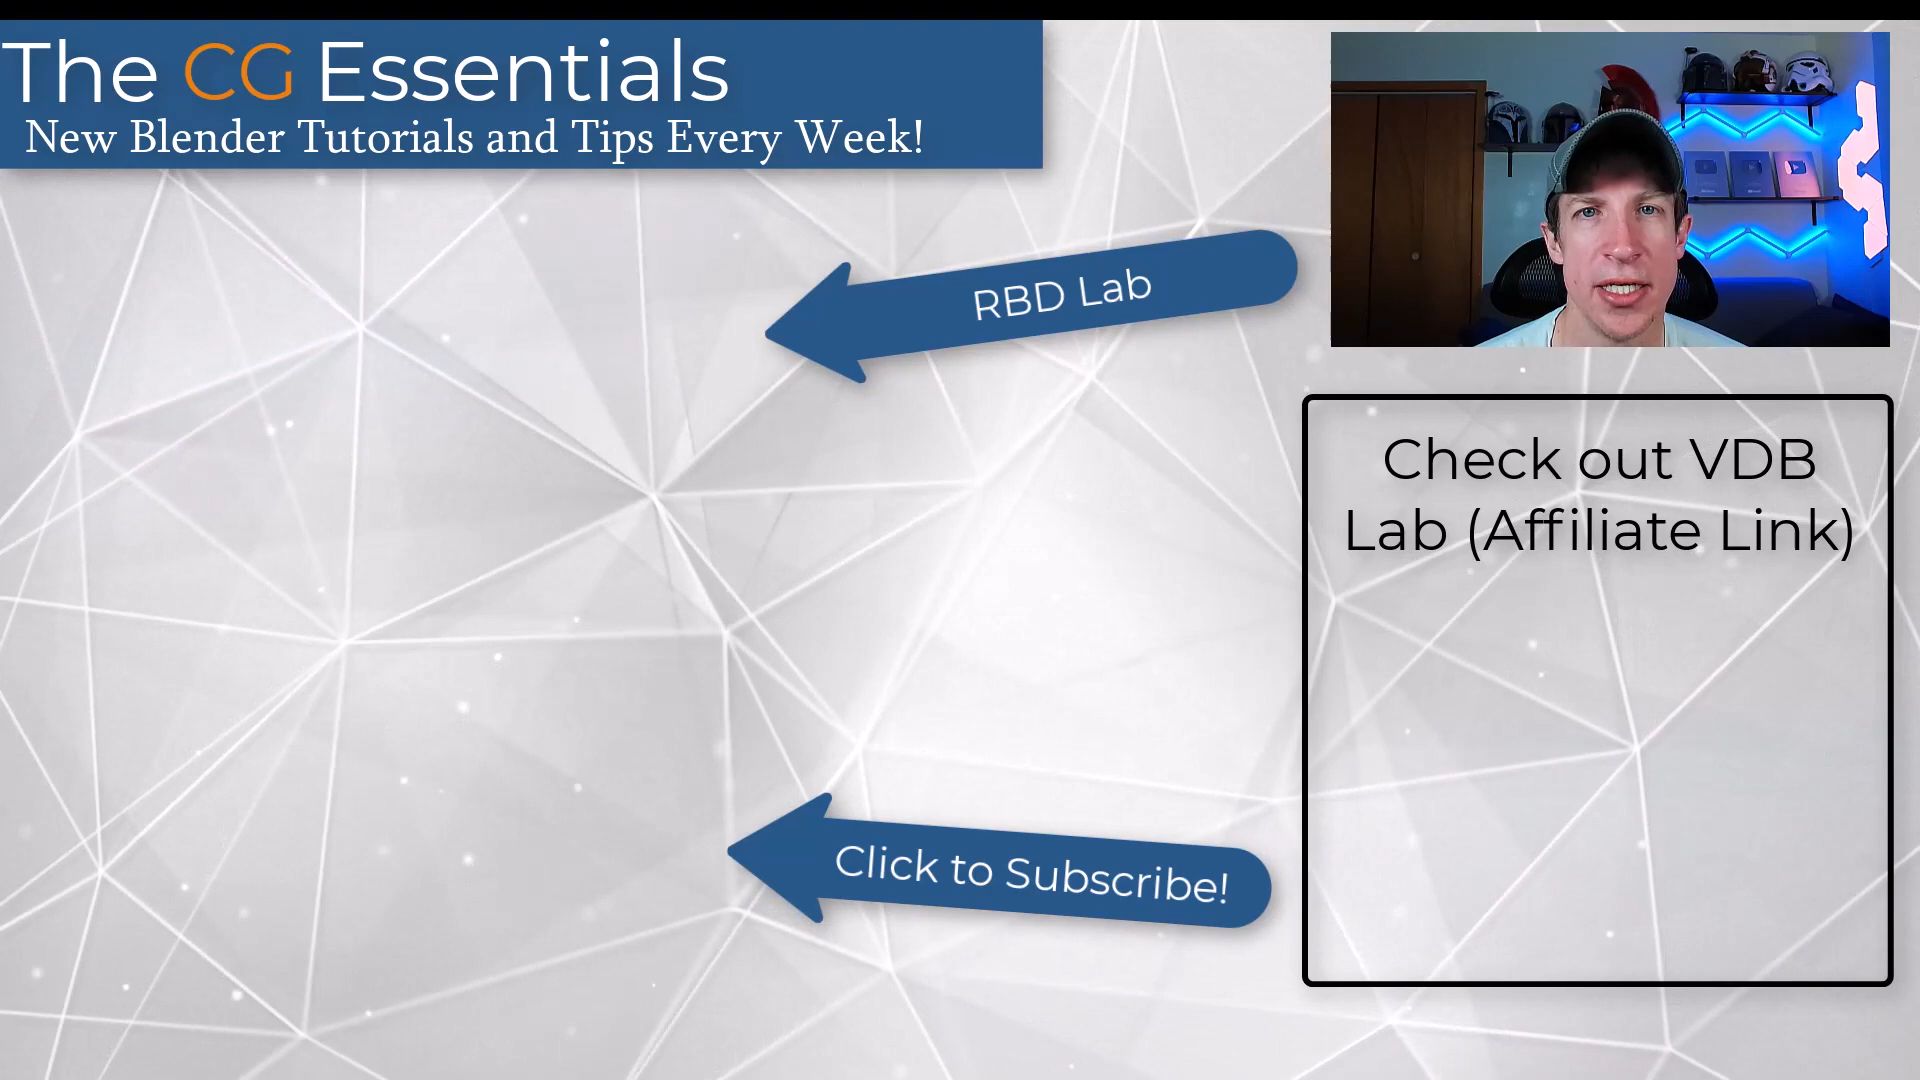 The CG Essentials
New Blender Tutorials and Tips Every Week!
RBD Lab
Check out VDB
Lab (Affiliate Link)
Click to Subscribe!